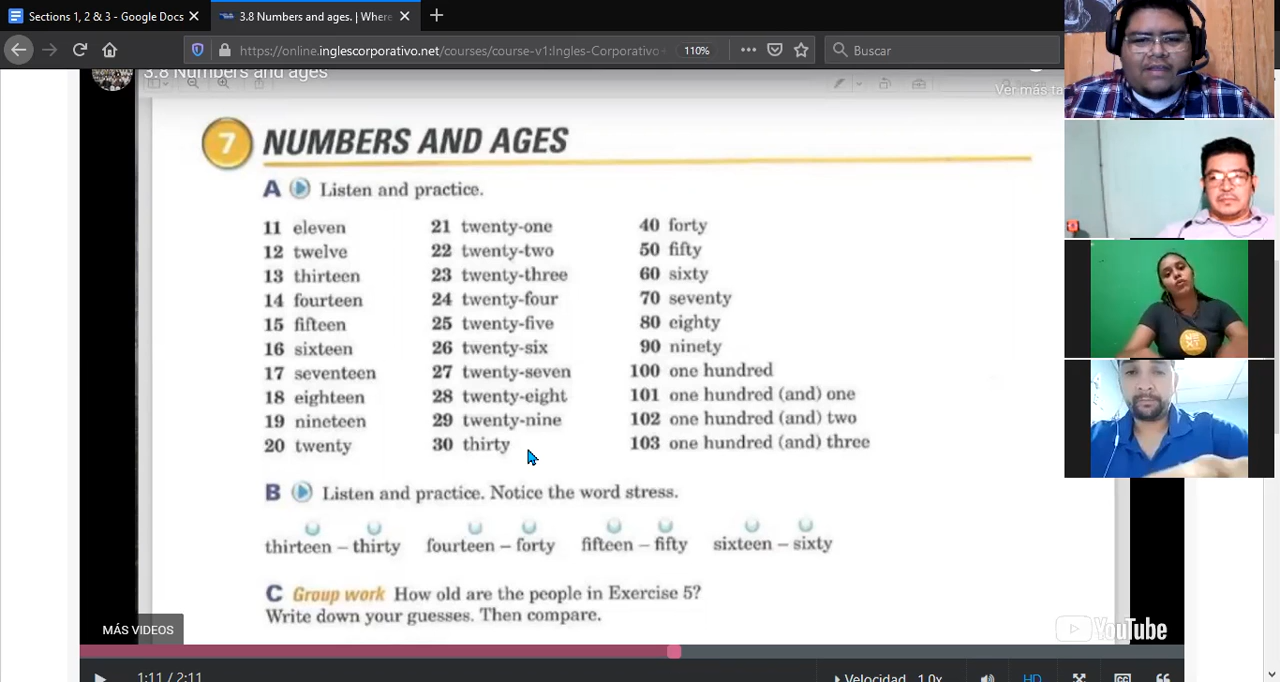 Sections 1, 2 & 3 - Google Docs
3.8 Numbers and ages. | Where
https://online.inglescorporativo.net/courses/course-v1:Ingles-Corporativo
110%
Buscar
3.8 Numbers and ages
Ver más ta
7 NUMBERS AND AGES
A Listen and practice.
11 eleven 21 twenty-one 40 forty
12 twelve 22 twenty-two 50 fifty
13 thirteen 23 twenty-three 60 sixty
14 fourteen 24 twenty-four 70 seventy
15 fifteen 25 twenty-five 80 eighty
16 sixteen 26 twenty-six 90 ninety
17 seventeen 27 twenty-seven 100 one hundred
18 eighteen 28 twenty-eight 101 one hundred (and) one
19 nineteen 29 twenty-nine 102 one hundred (and) two
20 twenty 30 thirty 103 one hundred (and) three
B Listen and practice. Notice the word stress.
thirteen – thirty fourteen – forty fifteen – fifty sixteen – sixty
C Group work How old are the people in Exercise 5?
Write down your guesses. Then compare.
MÁS VIDEOS
YouTube
1:11 / 2:11
Velocidad 1.0x
HD
CC